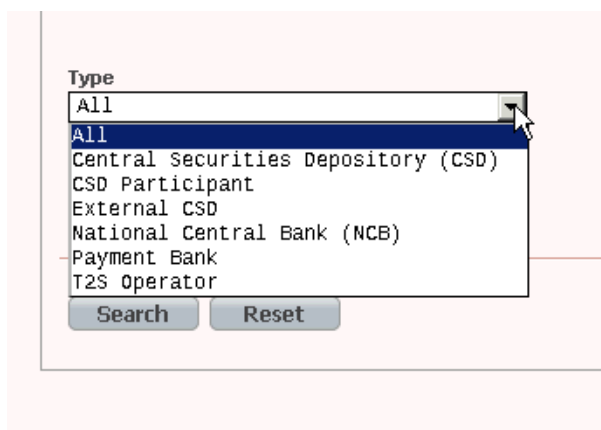 Type
All
All
Central Securities Depository (CSD)
CSD Participant
External CSD
National Central Bank (NCB)
Payment Bank
T2S Operator
Search Reset